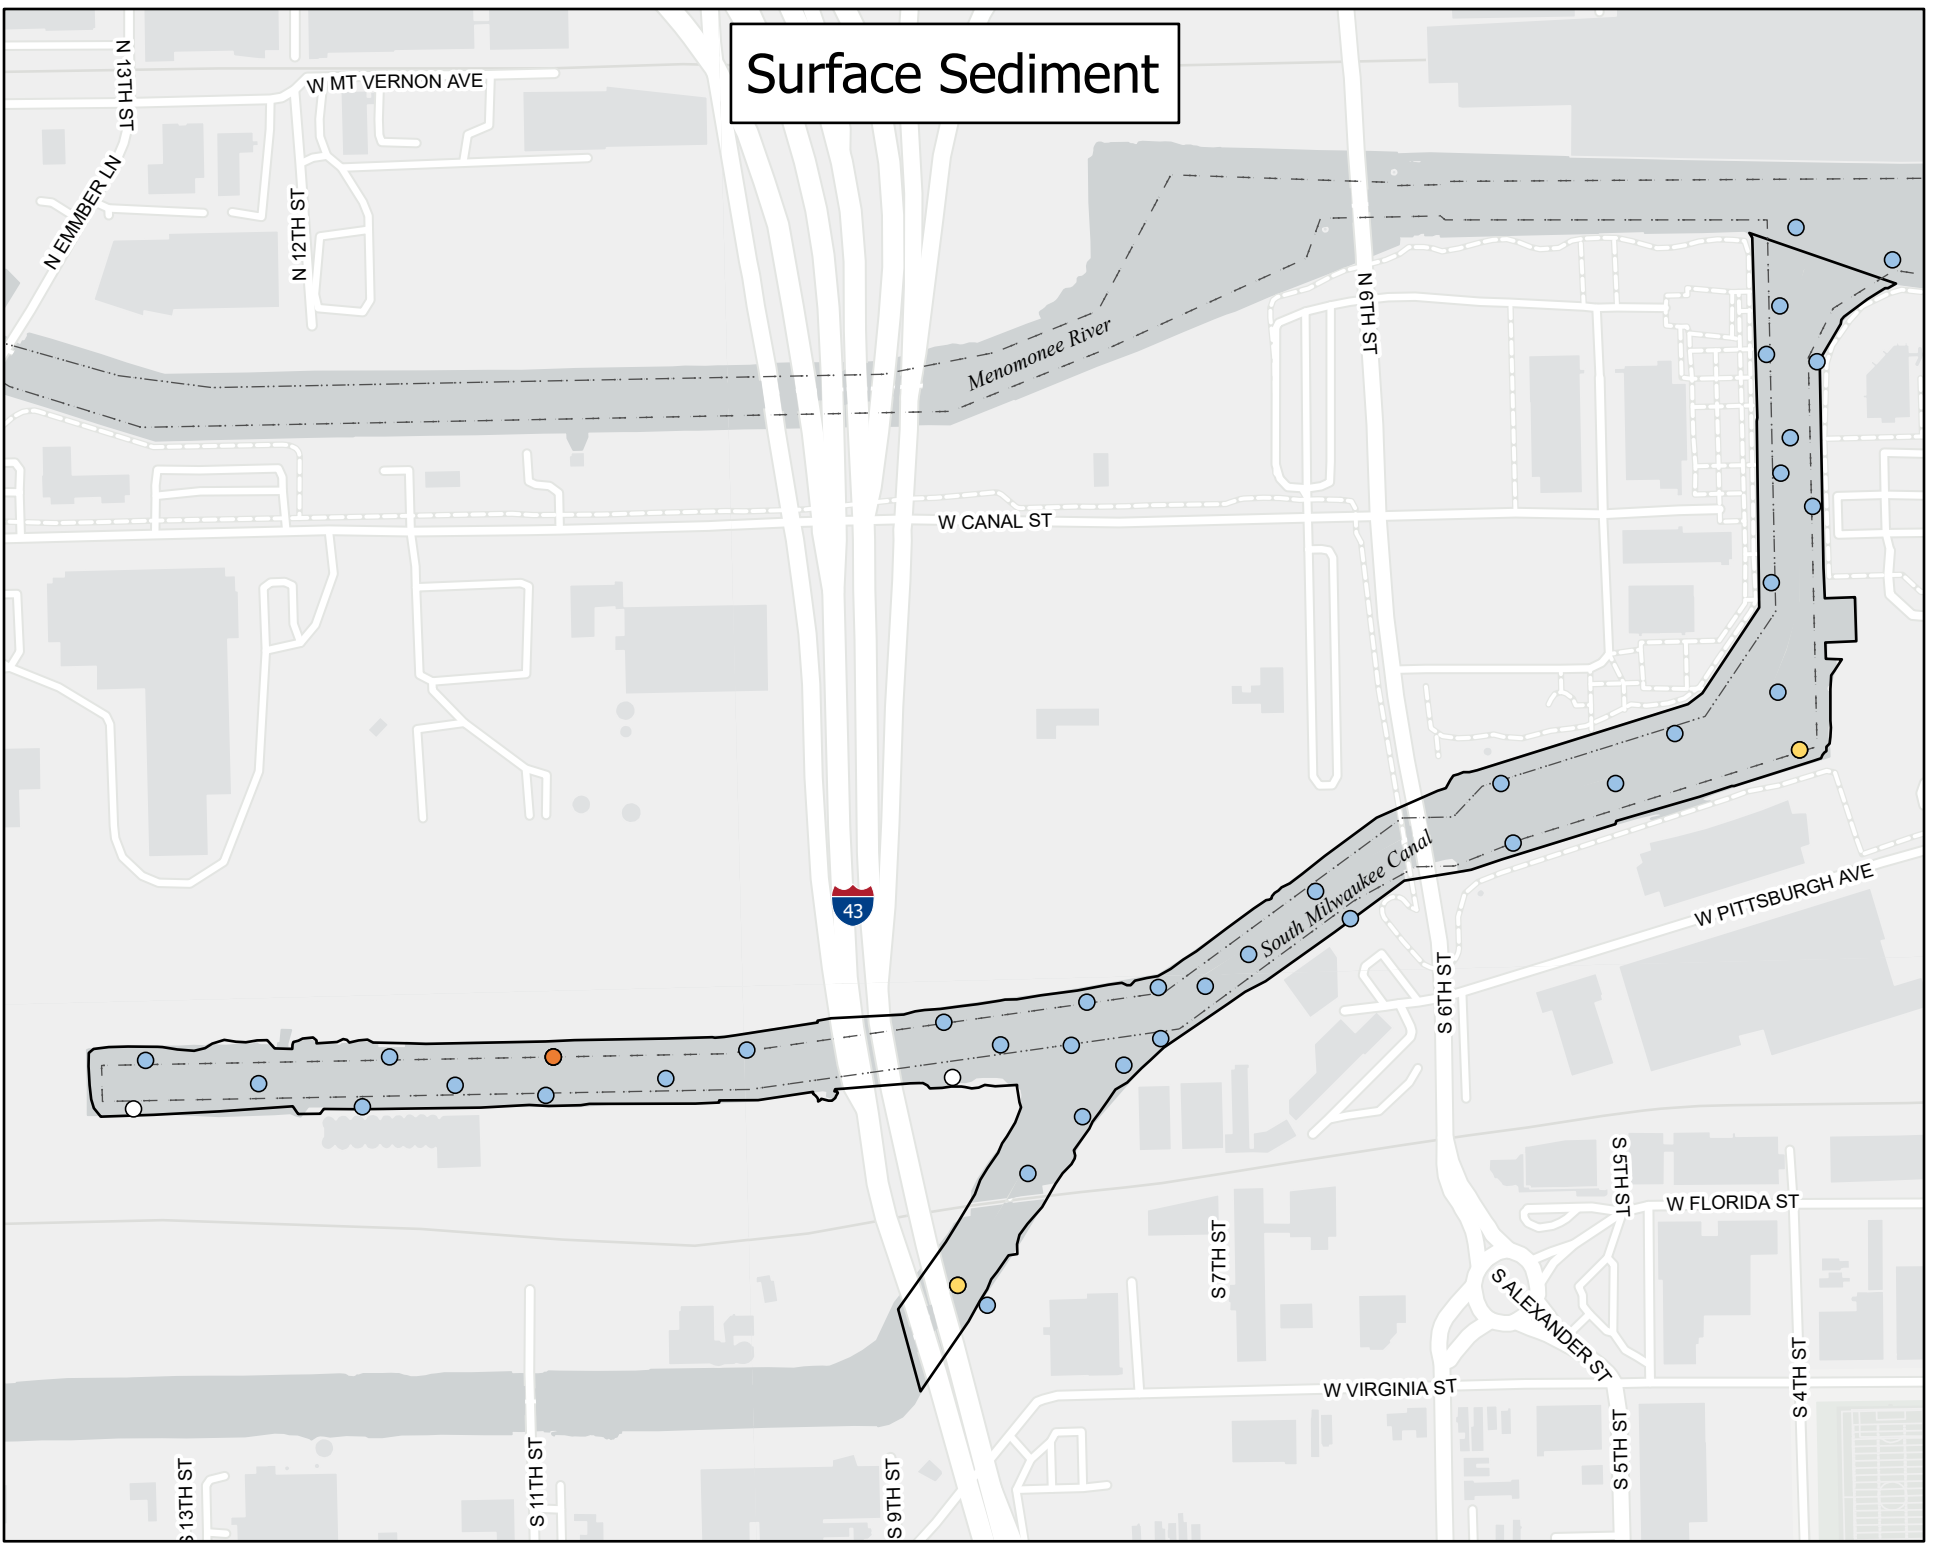 Surface Sediment
N 13TH ST
W MT VERNON AVE
N EMMBER LN
N 12TH ST
N 6TH ST
Menomonee River
W CANAL ST
South Milwaukee Canal
43
W PITTSBURGH AVE
S 6TH ST
S 5TH ST
W FLORIDA ST
S 7TH ST
S ALEXANDER ST
W VIRGINIA ST
S 4TH ST
S 5TH ST
S 13TH ST
S 11TH ST
S 9TH ST